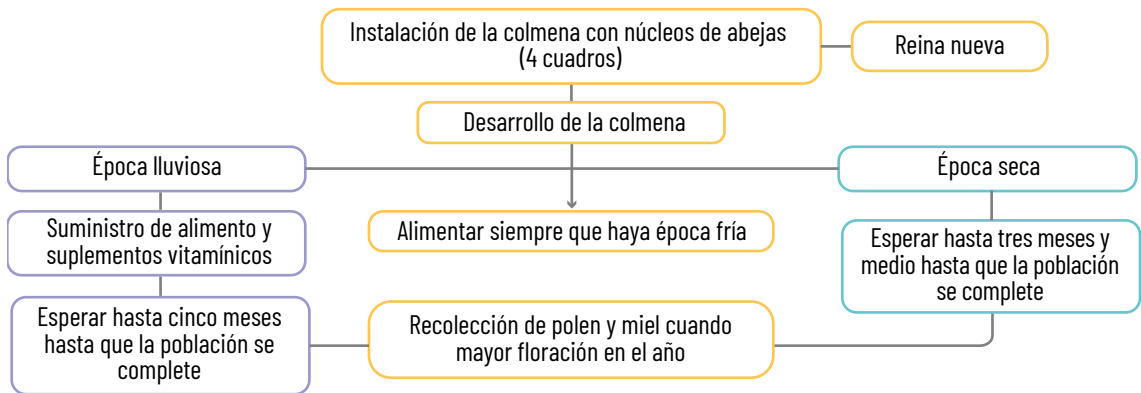 Instalación de la colmena con núcleos de abejas
(4 cuadros)
Reina nueva
Desarrollo de la colmena
Época lluviosa
Época seca
Suministro de alimento y
suplementos vitamínicos
Alimentar siempre que haya época fría
Esperar hasta tres meses y
medio hasta que la población
se complete
Esperar hasta cinco meses
hasta que la población se
complete
Recolección de polen y miel cuando
mayor floración en el año